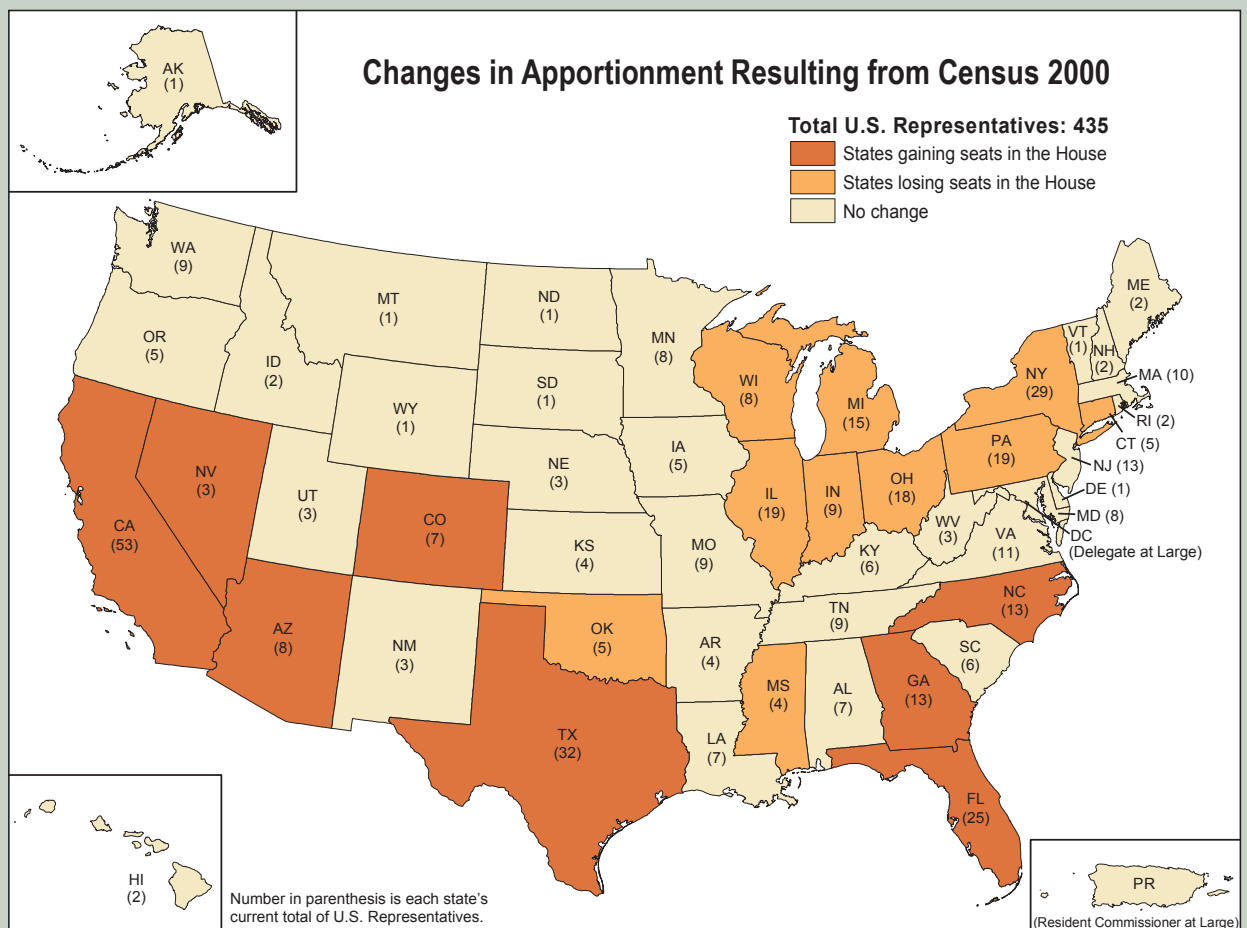 Changes in Apportionment Resulting from Census 2000
Total U.S. Representatives: 435
States gaining seats in the House
States losing seats in the House
No change
AK
(1)
WA
(9)
OR
(5)
ID
(2)
MT
(1)
ND
(1)
MN
(8)
SD
(1)
WY
(1)
WI
(8)
MI
(15)
NY
(29)
VT
(1)
NH
(2)
ME
(2)
MA (10)
RI (2)
CT (5)
NJ (13)
DE (1)
MD (8)
DC
(Delegate at Large)
PA
(19)
NE
(3)
IA
(5)
NV
(3)
UT
(3)
CA
(53)
CO
(7)
KS
(4)
MO
(9)
IL
(19)
IN
(9)
OH
(18)
WV
(3)
VA
(11)
KY
(6)
NC
(13)
TN
(9)
SC
(6)
AZ
(8)
NM
(3)
OK
(5)
AR
(4)
MS
(4)
AL
(7)
GA
(13)
TX
(32)
LA
(7)
FL
(25)
HI
(2)
Number in parenthesis is each state's
current total of U.S. Representatives.
PR
(Resident Commissioner at Large)